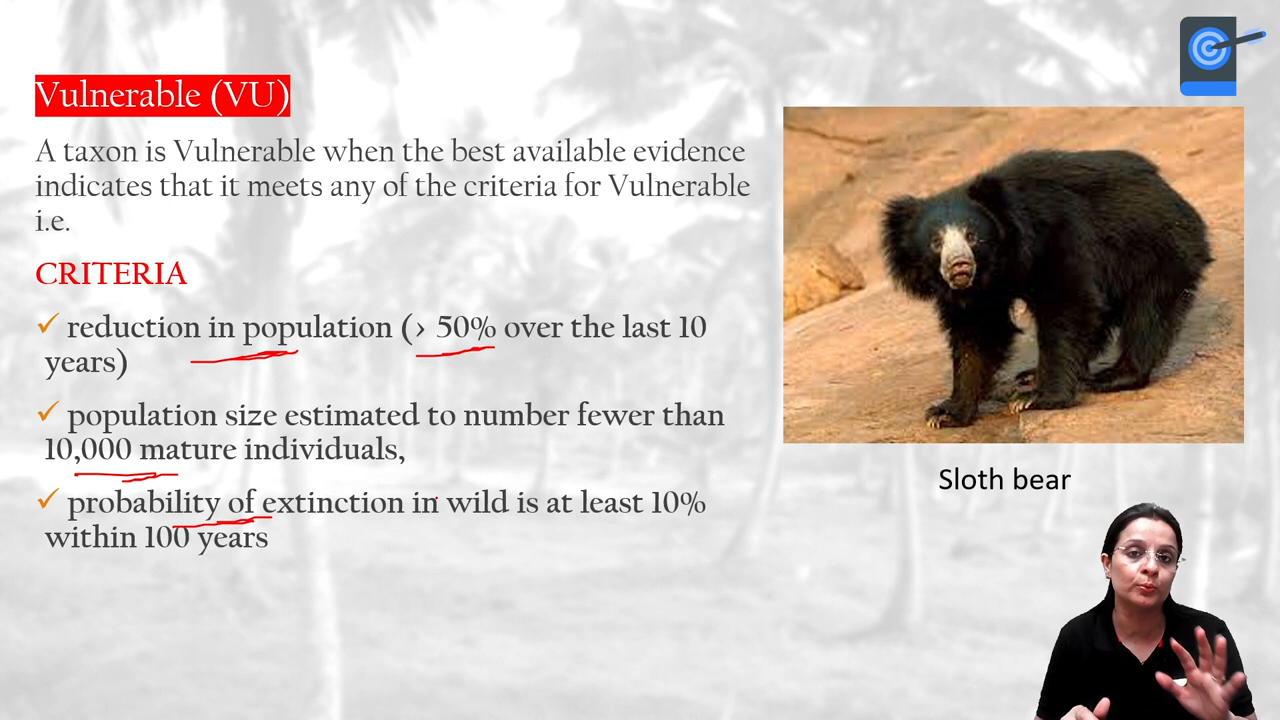 Vulnerable (VU)
A taxon is Vulnerable when the best available evidence
indicates that it meets any of the criteria for Vulnerable
i.e.
CRITERIA
✓ reduction in population (> 50% over the last 10
years)
✓ population size estimated to number fewer than
10,000 mature individuals,
✓ probability of extinction in wild is at least 10%
within 100 years
Sloth bear